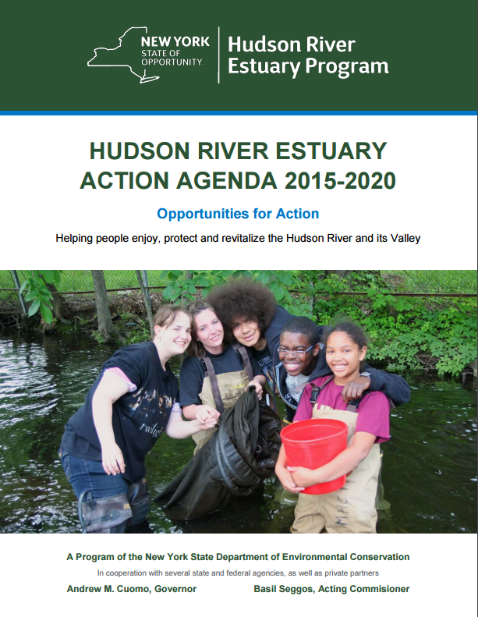 NEW YORK
STATE OF
OPPORTUNITY.
Hudson River
Estuary Program
HUDSON RIVER ESTUARY
ACTION AGENDA 2015-2020
Opportunities for Action
Helping people enjoy, protect and revitalize the Hudson River and its Valley
A Program of the New York State Department of Environmental Conservation
In cooperation with several state and federal agencies, as well as private partners
Andrew M. Cuomo, Governor
Basil Seggos, Acting Commisioner